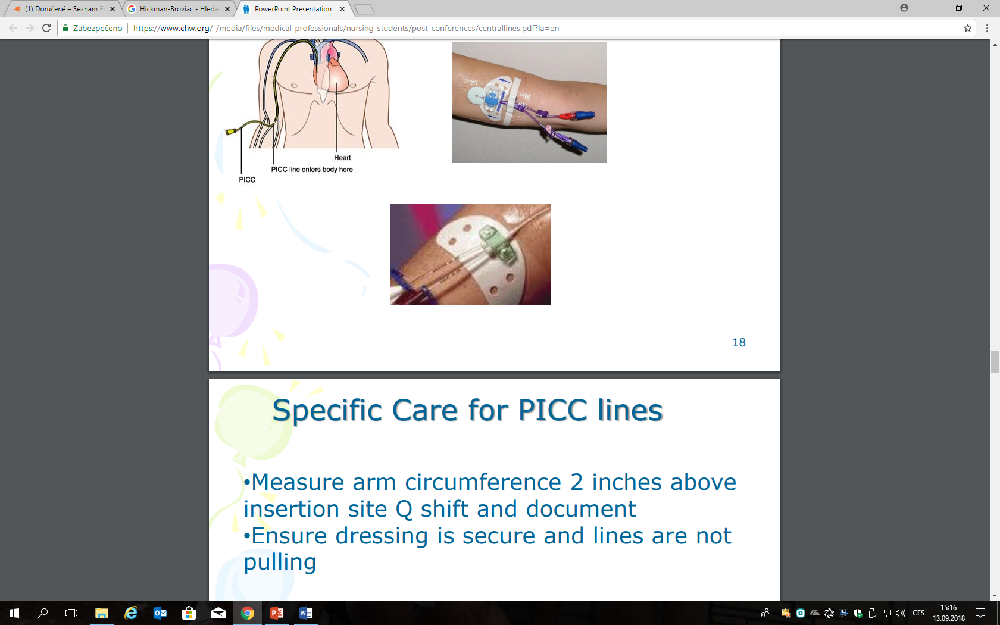 (1) Doručené – Seznam E
Hickman-Broviac - Hleda
PowerPoint Presentation
Zabezpečeno
https://www.chw.org/-/media/files/medical-professionals/nursing-students/post-conferences/centrallines.pdf?la=en
Heart
PICC line enters body here
PICC
18
Specific Care for PICC lines
•Measure arm circumference 2 inches above
insertion site Q shift and document
•Ensure dressing is secure and lines are not
pulling
CES
15:16
13.09.2018